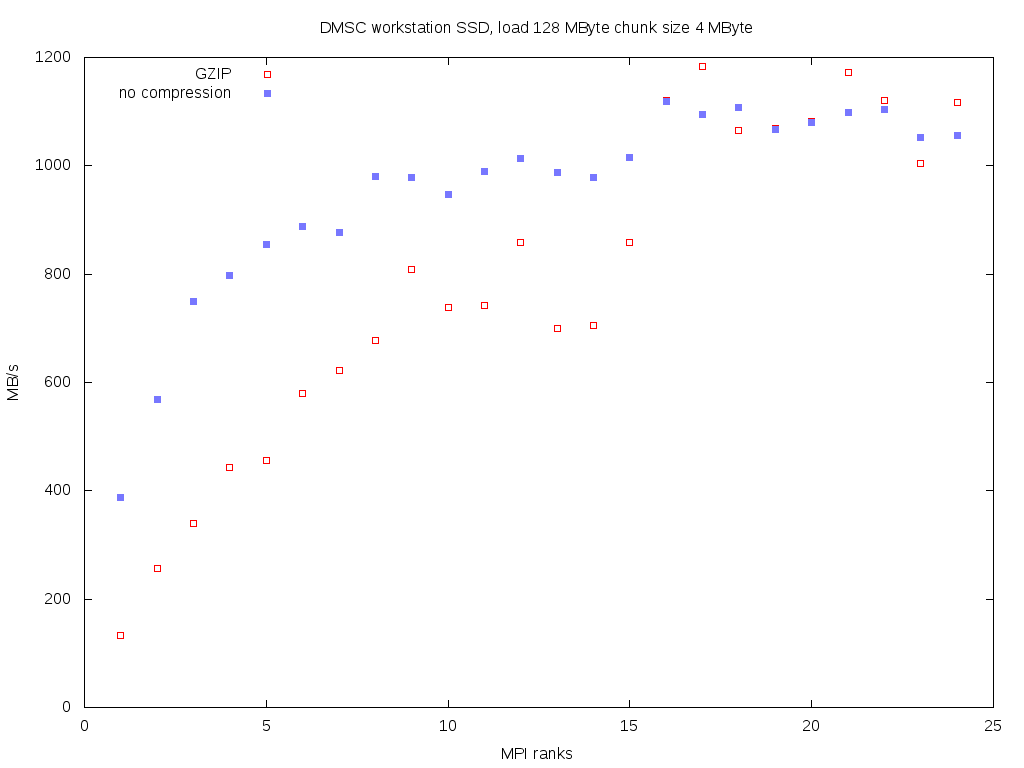 DMSC workstation SSD, load 128 MByte chunk size 4 MByte
GZIP
no compression
1200
1000
800
600
400
200
0
MB/s
0 5 10 15 20 25
MPI ranks